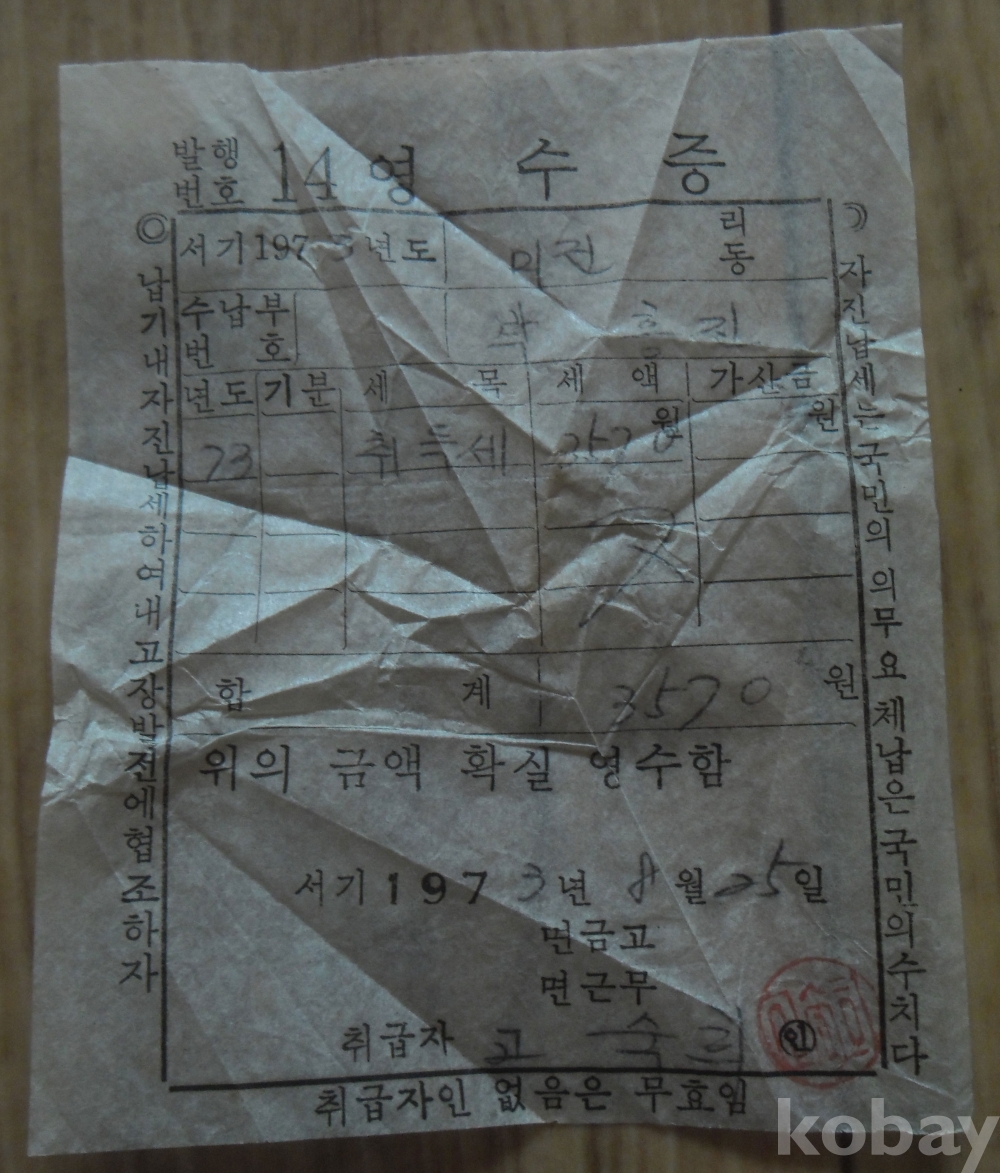 발행
번호 14 영 수 증
서기 1973년도 리
동
수납부
번호 박
년도 기분 세 목 세 액 가산금
원 원
73 취득세
합 계 3570 원
위의 금액 확실 영수함
서기 1973년 8월 25일
면금고
면근무
취급자 고 숙 인
취급자인 없음은 무효임
◎납기내자진납세하여내고장발전에협조하자
자진납세는국민의 의무요 체납은국민의수치다
kobay